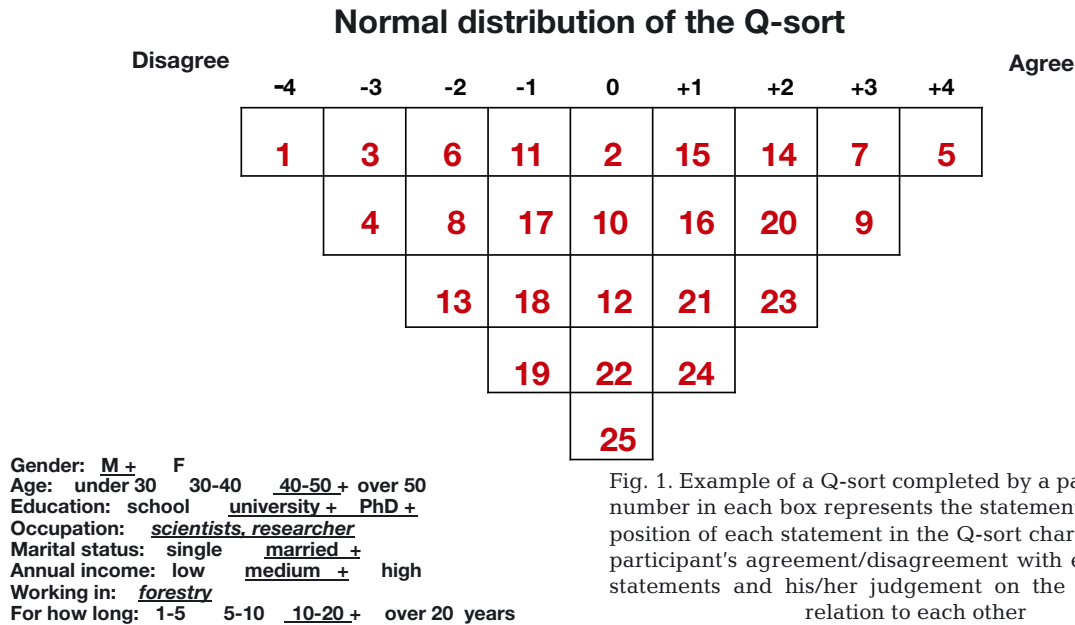 Normal distribution of the Q-sort
Disagree Agree
-4 -3 -2 -1 0 +1 +2 +3 +4
1 3 6 11 2 15 14 7 5
4 8 17 10 16 20 9
13 18 12 21 23
19 22 24
25
Gender: M + F
Age: under 30 30-40 40-50 + over 50
Education: school university + PhD +
Occupation: scientists, researcher
Marital status: single married +
Annual income: low medium + high
Working in: forestry
For how long: 1-5 5-10 10-20 + over 20 years
Fig. 1. Example of a Q-sort completed by a pa
number in each box represents the statement
position of each statement in the Q-sort char
participant's agreement/disagreement with e
statements and his/her judgement on the
relation to each other